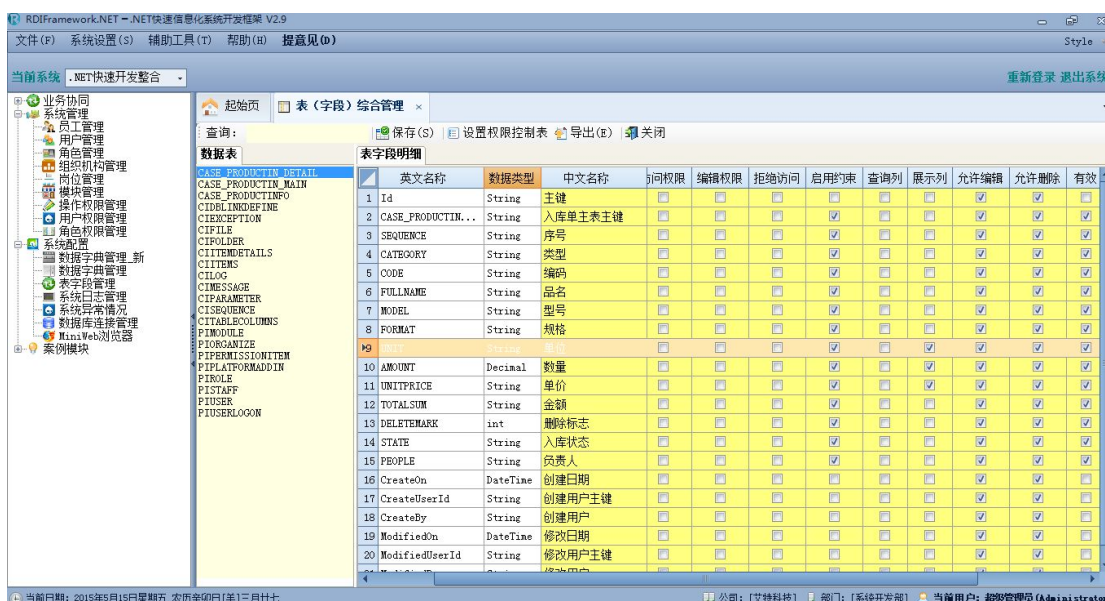 RDIFramework.NET - .NET快速信息化系统开发框架 V2.9
文件(F) 系统设置(S) 辅助工具(T) 帮助(H) 提意见(D) Style
当前系统 .NET快速开发整合 重新登录 退出系统
业务协同
系统管理
员工管理
用户管理
角色管理
组织机构管理
岗位管理
模块管理
操作权限管理
用户权限管理
角色权限管理
系统配置
数据字典管理_新
数据字典管理
表字段管理
系统日志管理
系统异常情况
数据库连接管理
MiniWeb浏览器
案例模块
起始页 表（字段）综合管理 ×
查询: 保存(S) 设置权限控制表 导出(E) 关闭
数据表
CASE_PRODUCTIN_DETAIL
CASE_PRODUCTIN_MAIN
CASE_PRODUCTINFO
CIDBLINKDEFINE
CIEXCEPTION
CIFILE
CIFOLDER
CIITEMDETAILS
CIITEMS
CILOG
CIMESSAGE
CIPARAMETER
CISEQUENCE
CITABLECOLUMNS
PIMODULE
PIORGANIZE
PIPERMISSIONITEM
PIPLATFORMADDIN
PIROLE
PISTAFF
PIUSER
PIUSERLOGON
表字段明细
英文名称 数据类型 中文名称 问权限 编辑权限 拒绝访问 启用约束 查询列 展示列 允许编辑 允许删除 有效
1 Id String 主键
2 CASE_PRODUCTIN... String 入库单主表主键
3 SEQUENCE String 序号
4 CATEGORY String 类型
5 CODE String 编码
6 FULLNAME String 品名
7 MODEL String 型号
8 FORMAT String 规格
9 UNIT String 单位
10 AMOUNT Decimal 数量
11 UNITPRICE String 单价
12 TOTALSUM String 金额
13 DELETEMARK int 删除标志
14 STATE String 入库状态
15 PEOPLE String 负责人
16 CreateOn DateTime 创建日期
17 CreateUserId String 创建用户主键
18 CreateBy String 创建用户
19 ModifiedOn DateTime 修改日期
20 ModifiedUserId String 修改用户主键
当前日期: 2015年5月15日星期五 农历辛卯日[羊]三月廿七 公司: [艾特科技] 部门: [系统开发部] 当前用户: 超级管理员(Administrator